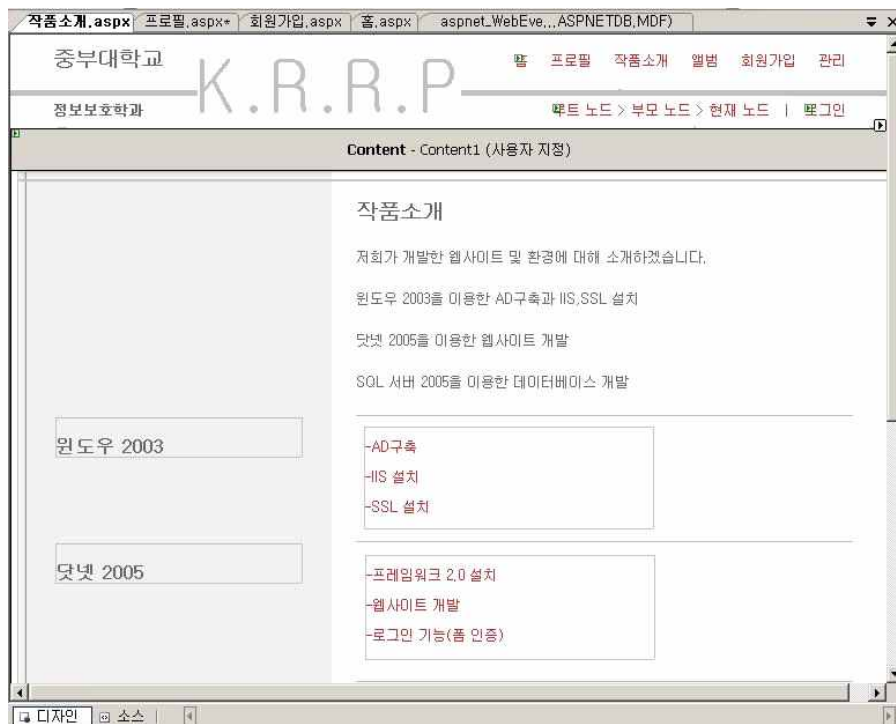 작품소개.aspx 프로필.aspx* 회원가입.aspx 홈.aspx aspnet_WebEve...ASPNETDB.MDF)
중부대학교
K.R.R.P
홈 프로필 작품소개 앨범 회원가입 관리
정보보호학과
루트 노드 > 부모 노드 > 현재 노드 | 로그인
Content - Content1 (사용자 지정)
작품소개
저희가 개발한 웹사이트 및 환경에 대해 소개하겠습니다.
윈도우 2003을 이용한 AD구축과 IIS,SSL 설치
닷넷 2005을 이용한 웹사이트 개발
SQL 서버 2005을 이용한 데이터베이스 개발
윈도우 2003
-AD구축
-IIS 설치
-SSL 설치
닷넷 2005
-프레임워크 2.0 설치
-웹사이트 개발
-로그인 기능(폼 인증)
디자인 소스